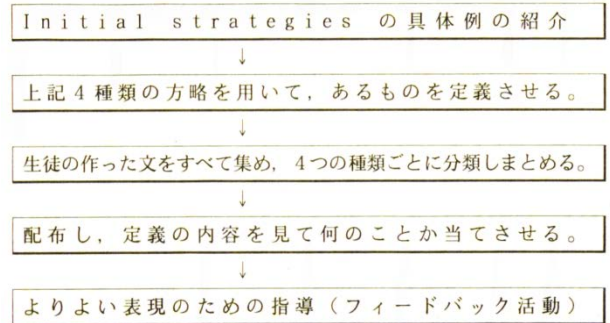 Initial strategies の具体例の紹介
↓
上記4種類の方略を用いて，あるものを定義させる。
↓
生徒の作った文をすべて集め，4つの種類ごとに分類しまとめる。
↓
配布し，定義の内容を見て何のことか当てさせる。
↓
よりよい表現のための指導（フィードバック活動）